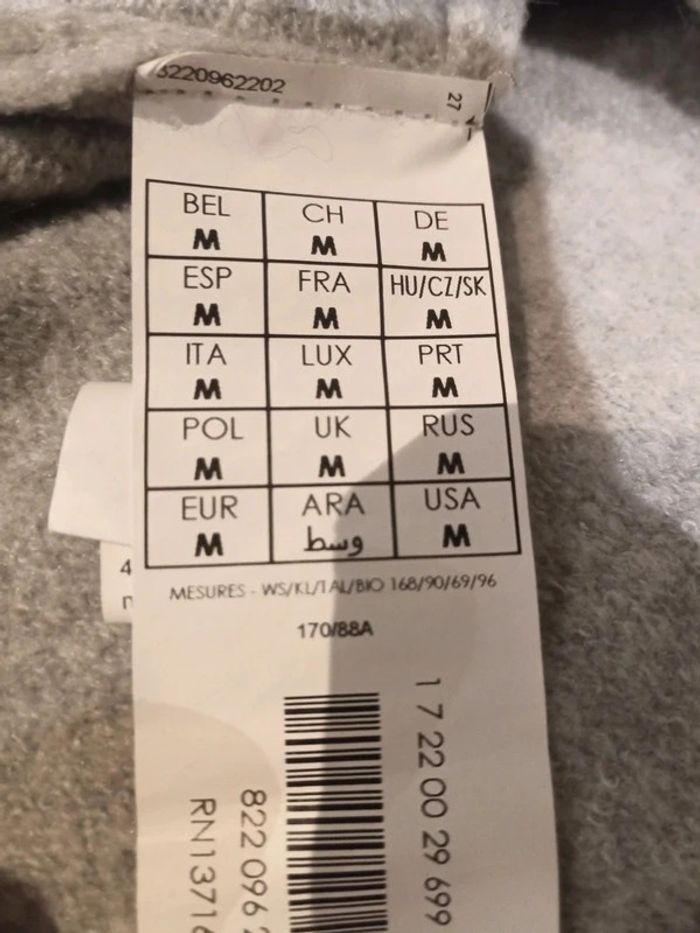 3220962202
27
BEL CH DE
M M M
ESP FRA HU/CZ/SK
M M M
ITA LUX PRT
M M M
POL UK RUS
M M M
EUR ARA USA
M وسط M
MESURES - WS/KL/TAL/BIO 168/90/69/96
170/88A
1 7 22 00 29 699
822 096
RN13716
4